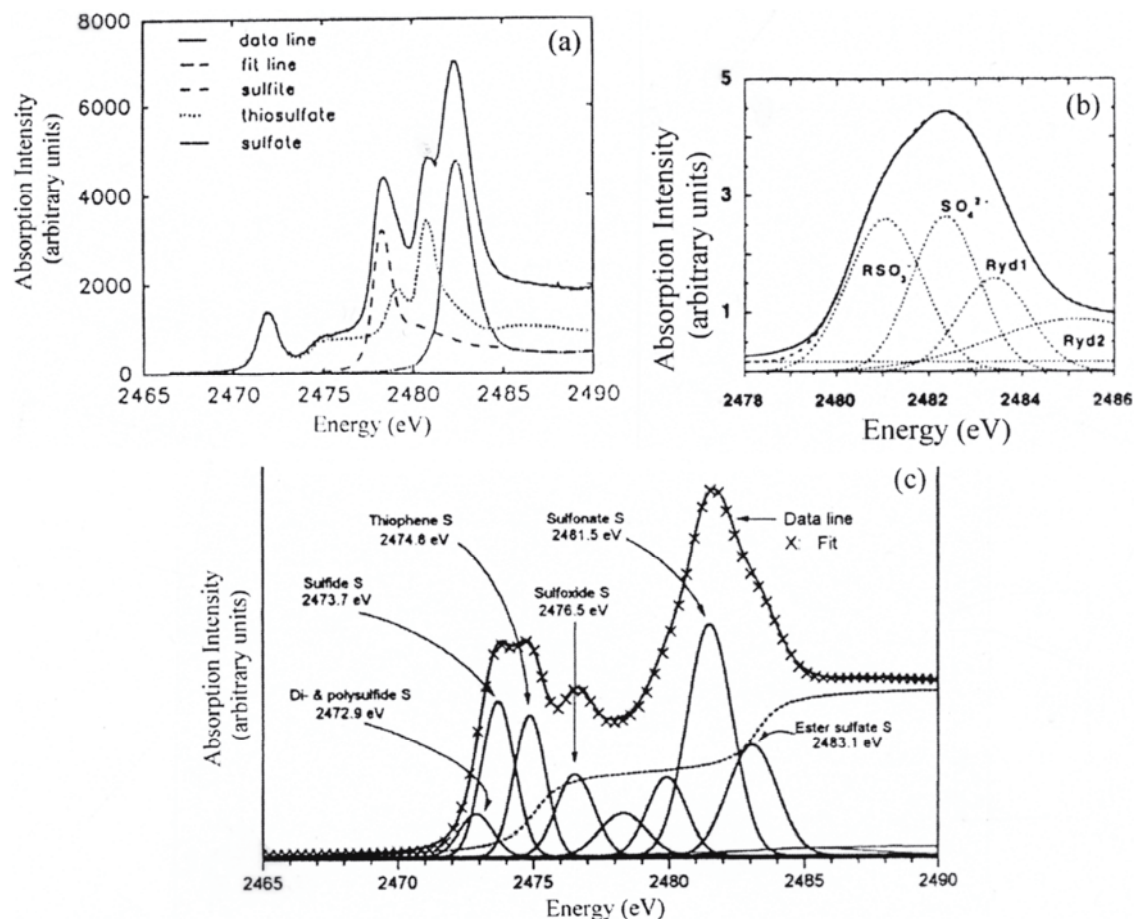 (a)
8000
6000
4000
2000
0
data line
fit line
sulfite
thiosulfate
sulfate
Absorption Intensity
(arbitrary units)
2465 2470 2475 2480 2485 2490
Energy (eV)
(b)
5
3
1
RSO3-
SO4 2-
Ryd1
Ryd2
Absorption Intensity
(arbitrary units)
2478 2480 2482 2484 2486
Energy (eV)
(c)
Data line
X: Fit
Thiophene S
2474.8 eV
Sulfonate S
2481.5 eV
Sulfide S
2473.7 eV
Sulfoxide S
2476.5 eV
Di- & polysulfide S
2472.9 eV
Ester sulfate S
2483.1 eV
Absorption Intensity
(arbitrary units)
2465 2470 2475 2480 2485 2490
Energy (eV)